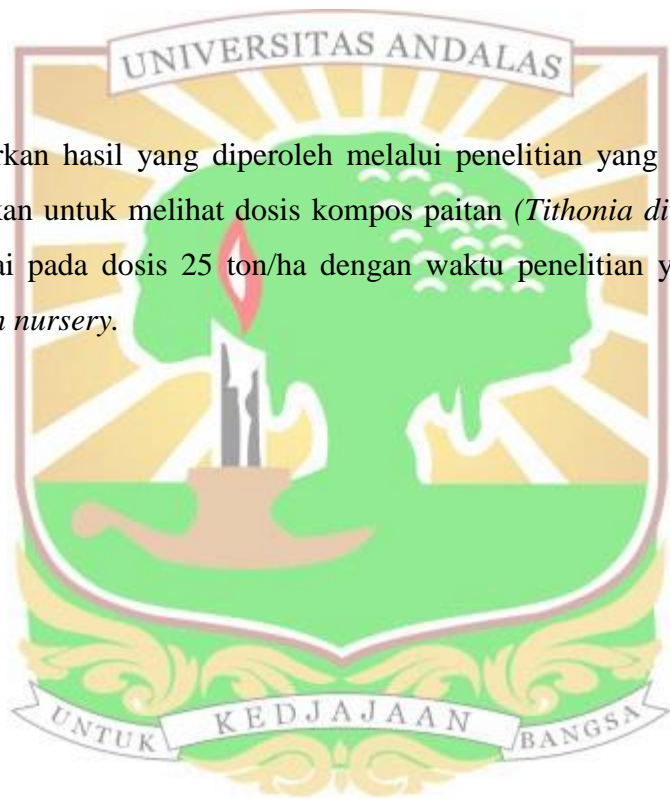 UNIVERSITAS ANDALAS
rkan hasil yang diperoleh melalui penelitian yang
kan untuk melihat dosis kompos paitan (Tithonia di
ai pada dosis 25 ton/ha dengan waktu penelitian y
n nursery.
UNTUK KEDJAJAAN BANGSA